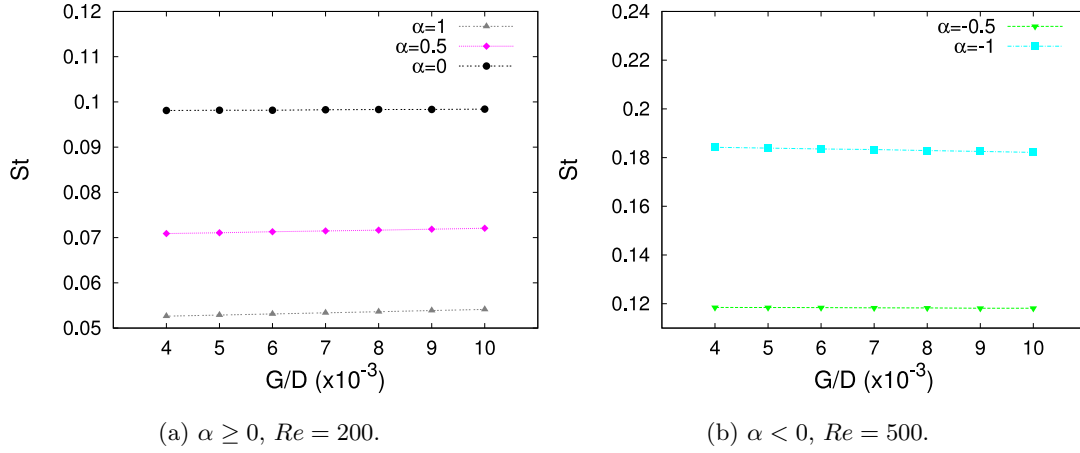 0.12
0.11
0.1
0.09
0.08
0.07
0.06
0.05
St
4 5 6 7 8 9 10
G/D (x10⁻³)
α=1
α=0.5
α=0
(a) α ≥ 0, Re = 200.
0.24
0.22
0.2
0.18
0.16
0.14
0.12
St
4 5 6 7 8 9 10
G/D (x10⁻³)
α=-0.5
α=-1
(b) α < 0, Re = 500.